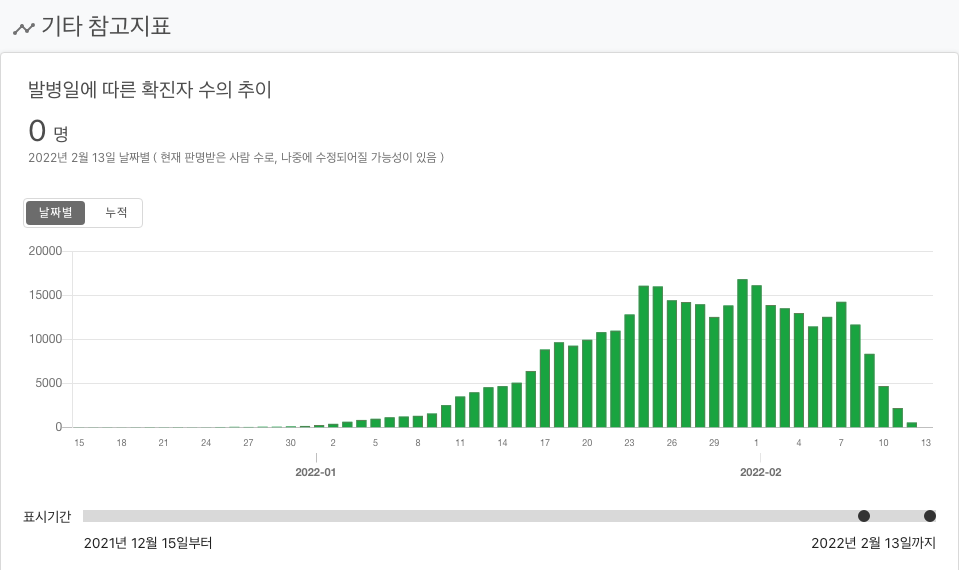 기타 참고지표
발병일에 따른 확진자 수의 추이
0 명
2022년 2월 13일 날짜별 ( 현재 판명받은 사람 수로, 나중에 수정되어질 가능성이 있음 )
날짜별 누적
20000
15000
10000
5000
0
15 18 21 24 27 30 2 5 8 11 14 17 20 23 26 29 1 4 7 10 13
2022-01 2022-02
표시기간
2021년 12월 15일부터 2022년 2월 13일까지